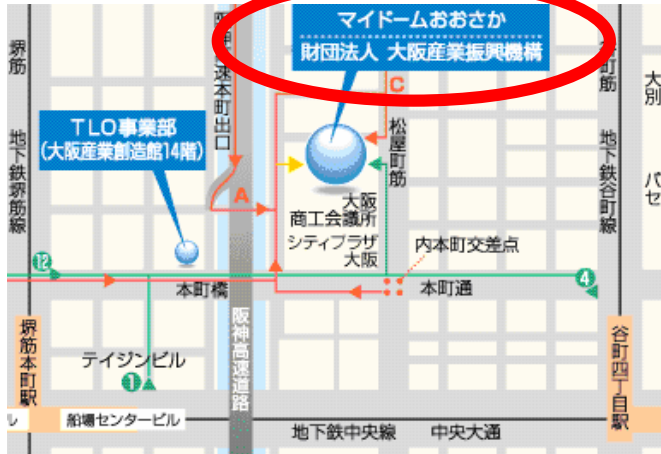 マイドームおおさか
財団法人 大阪産業振興機構
堺筋
地下鉄堺筋線
阪神高速本町出口
谷町筋
地下鉄谷町線
C
松屋町筋
TLO事業部
(大阪産業創造館14階)
A
大阪
商工会議所
シティプラザ
大阪
内本町交差点
12
本町橋
本町通
4
堺筋本町駅
テイジンビル
1
阪神高速道路
谷町四丁目駅
船場センタービル
地下鉄中央線
中央大通